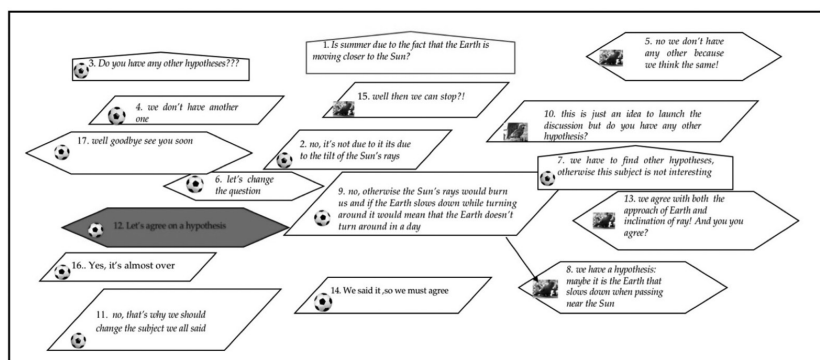 1. Is summer due to the fact that the Earth is
moving closer to the Sun?
5. no we don't have
any other because
we think the same!
3. Do you have any other hypotheses???
15. well then we can stop?!
4. we don't have another
one
10. this is just an idea to launch the
discussion but do you have any other
hypothesis?
17. well goodbye see you soon
2. no, it's not due to it its due
to the tilt of the Sun's rays
7. we have to find other hypotheses,
otherwise this subject is not interesting
6. let's change
the question
9. no, otherwise the Sun's rays would burn
us and if the Earth slows down while turning
around it would mean that the Earth doesn't
turn around in a day
13. we agree with both the
approach of Earth and
inclination of ray! And you you
agree?
12. Let's agree on a hypothesis
16.. Yes, it's almost over
8. we have a hypothesis:
maybe it is the Earth that
slows down when passing
near the Sun
14. We said it ,so we must agree
11. no, that's why we should
change the subject we all said